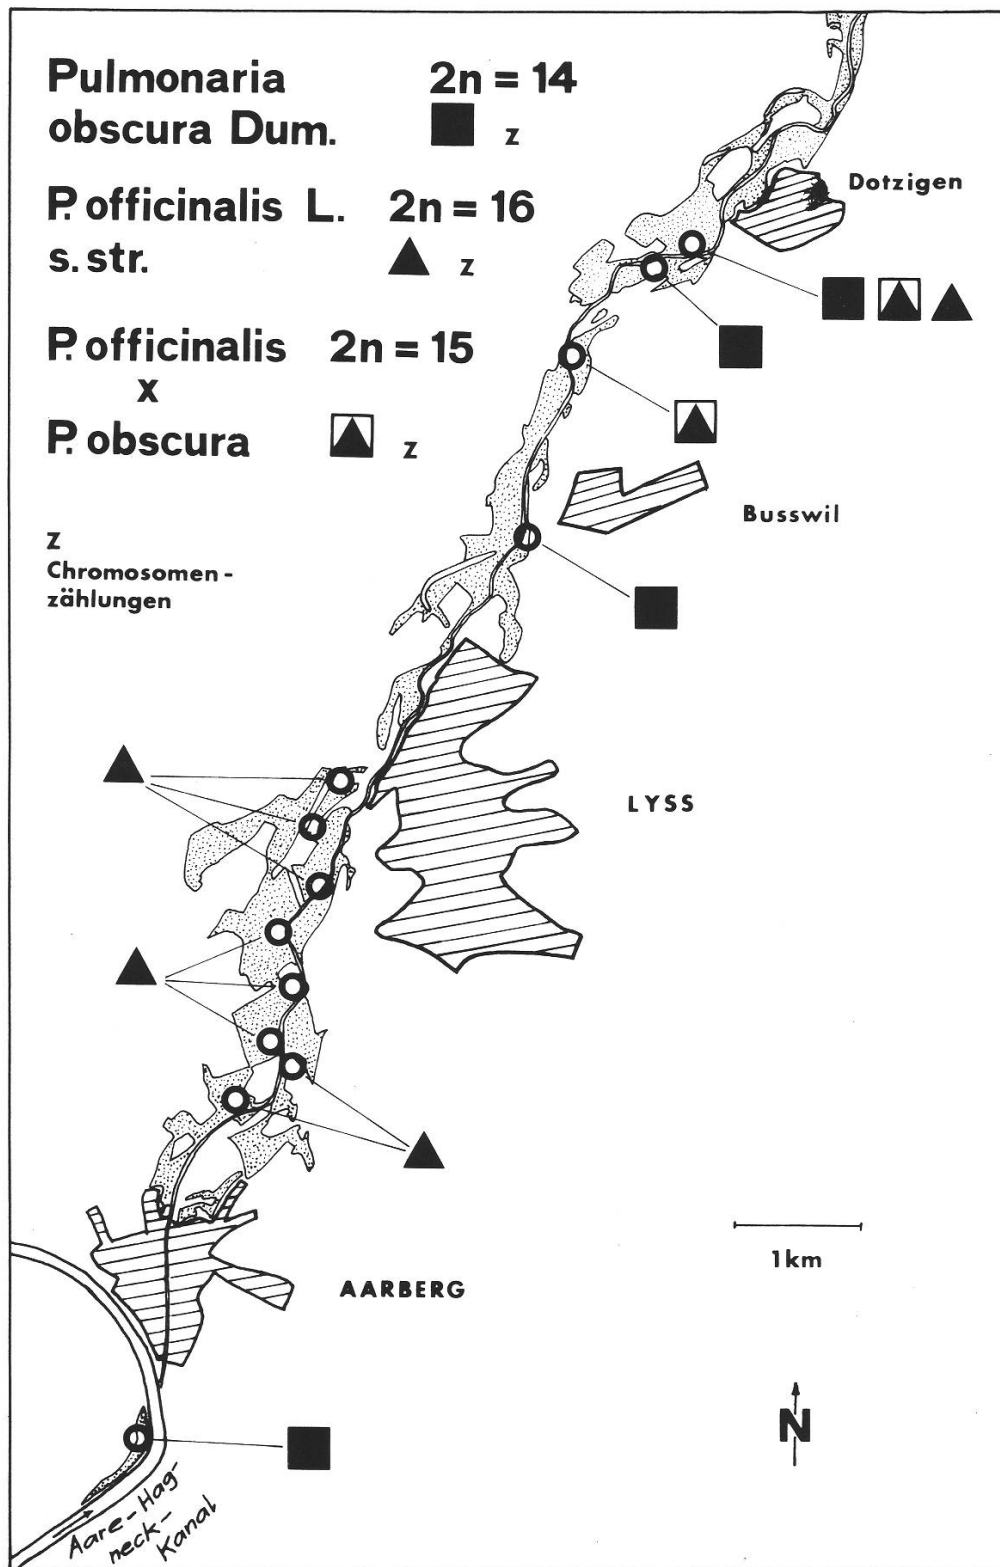 Pulmonaria 2n = 14
obscura Dum. z
P. officinalis L. 2n = 16
s. str. z
P. officinalis 2n = 15
x
P. obscura z
z
Chromosomen-
zählungen
Dotzigen
Busswil
LYSS
1km
AARBERG
N
Aare-Hag-
neck-
Kanal